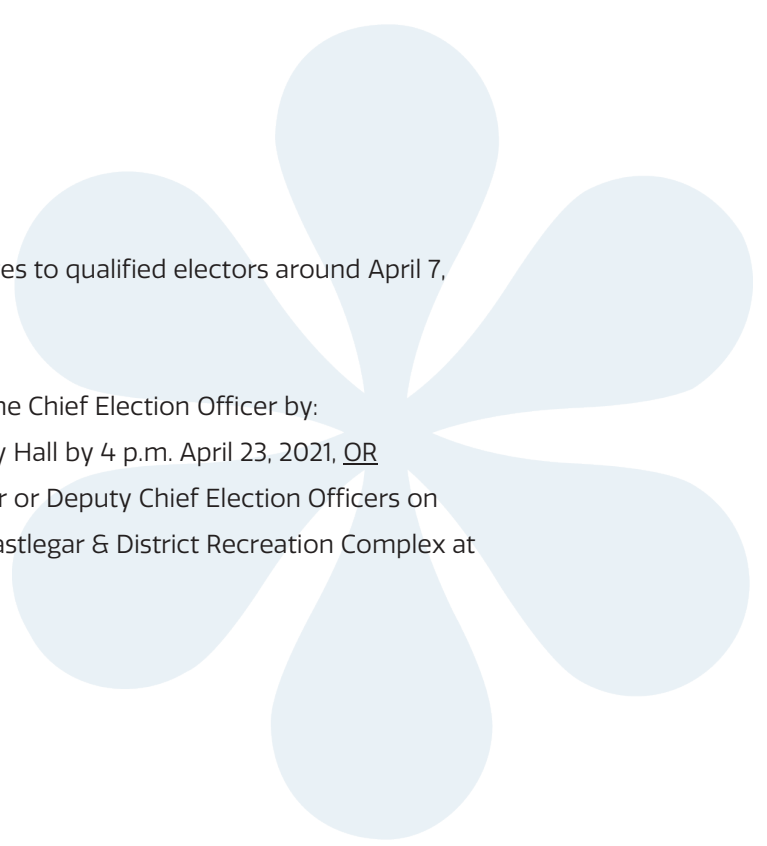 es to qualified electors around April 7,
ne Chief Election Officer by:
y Hall by 4 p.m. April 23, 2021, OR
r or Deputy Chief Election Officers on
astlegar & District Recreation Complex at